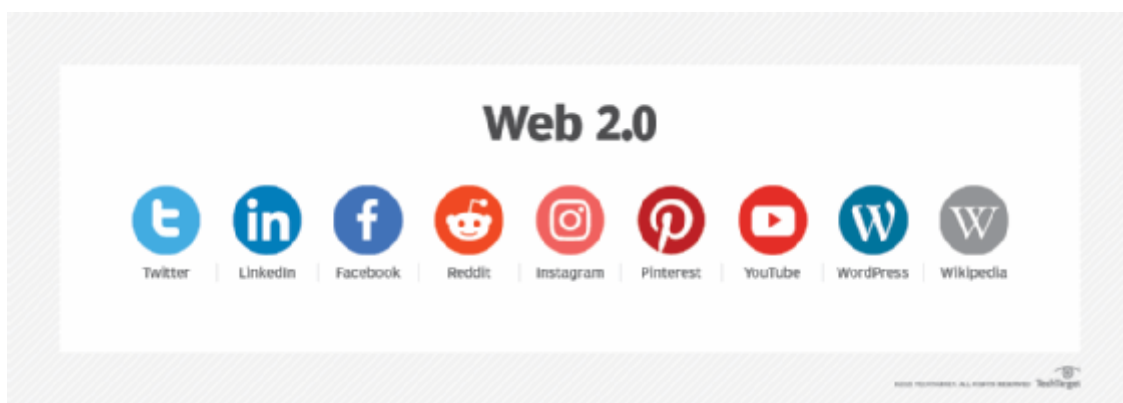 Web 2.0
Twitter
LinkedIn
Facebook
Reddit
Instagram
Pinterest
YouTube
WordPress
Wikipedia
TechTarget